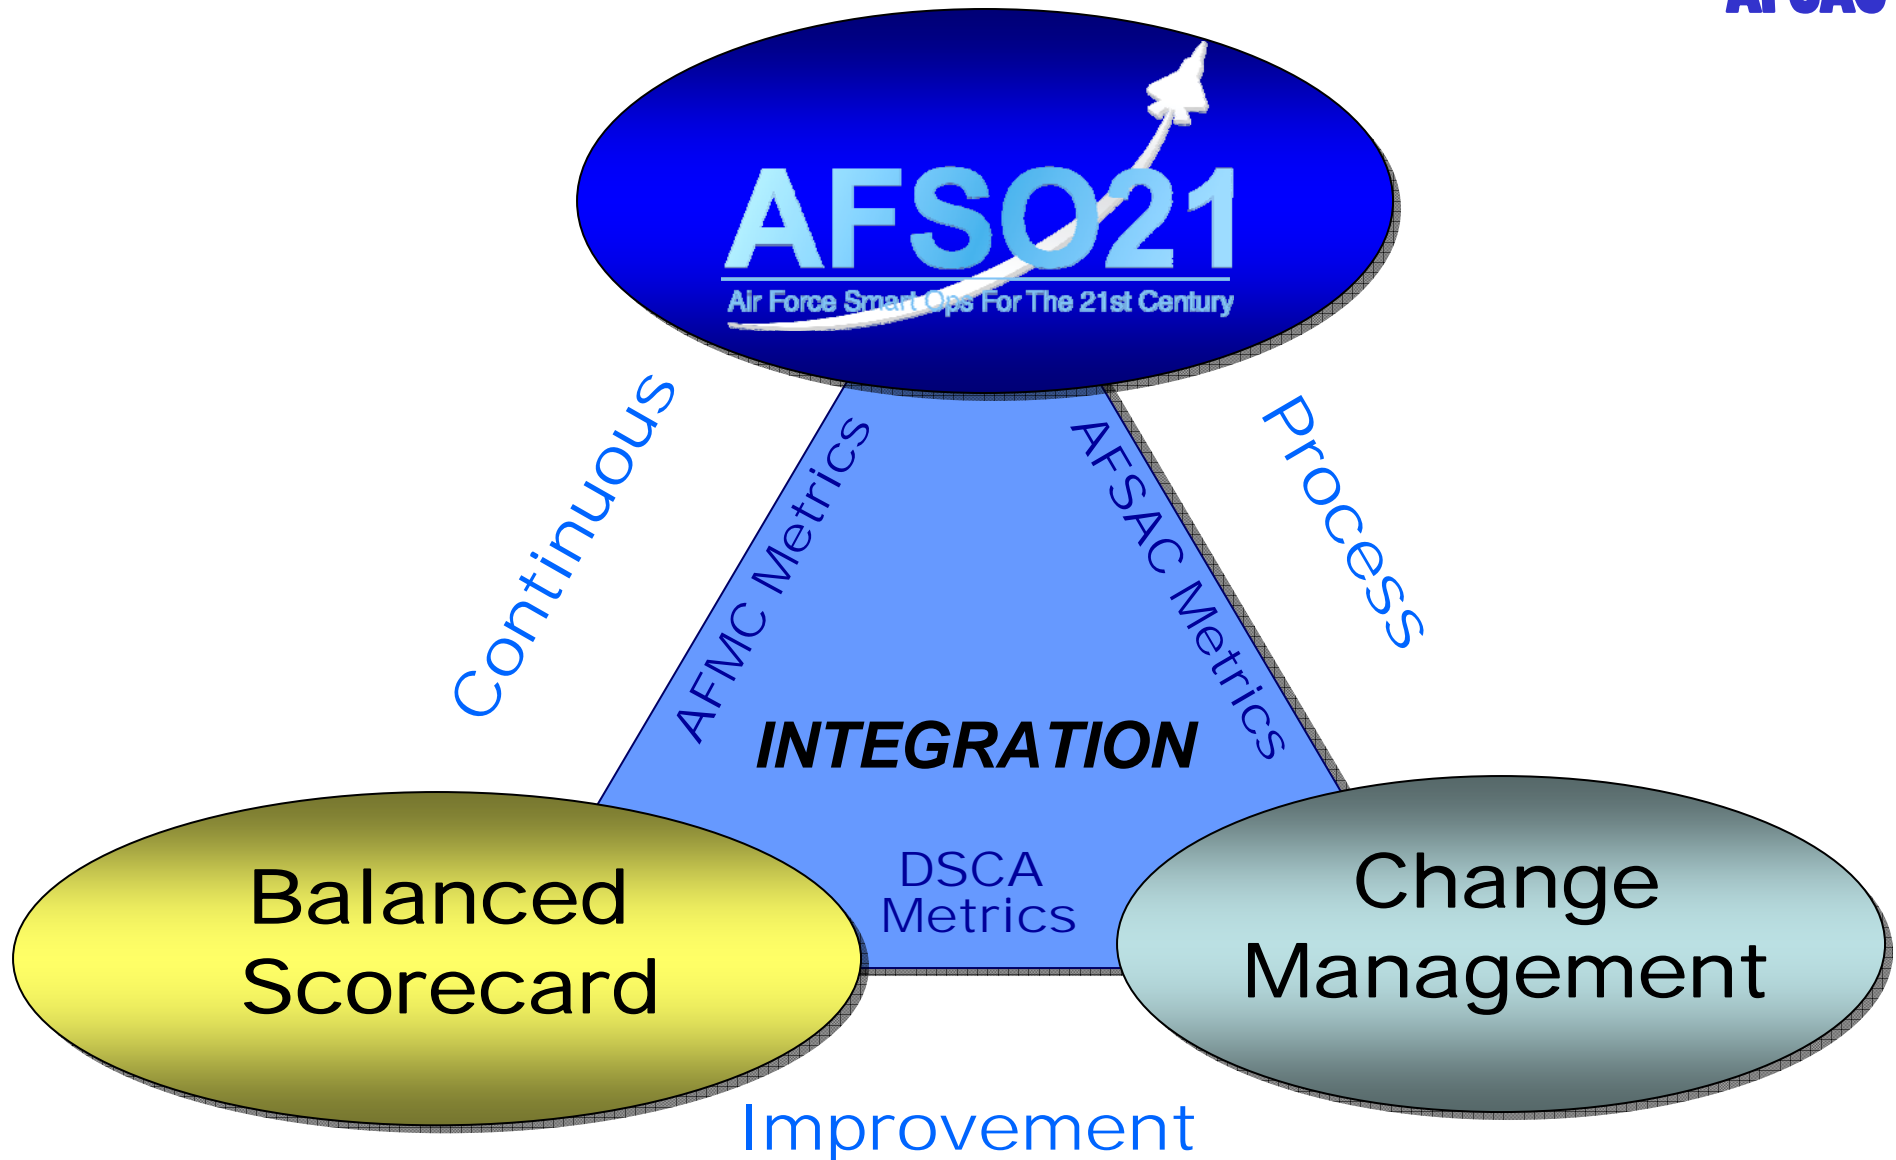 AFSAC
AFSO21
Air Force Smart Ops For The 21st Century
Continuous
Process
AFMC Metrics
AFSAC Metrics
INTEGRATION
DSCA
Metrics
Balanced
Scorecard
Change
Management
Improvement